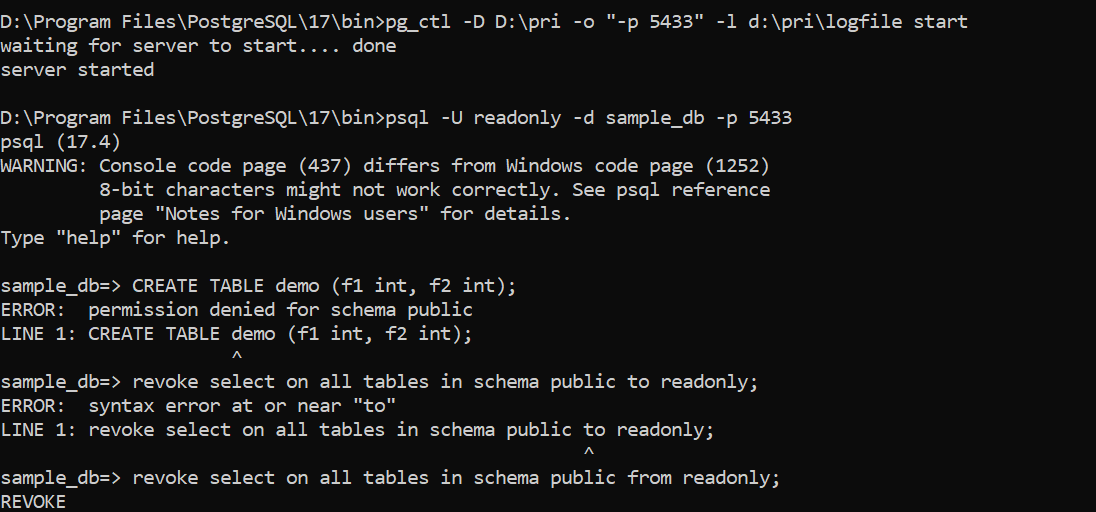 D:\Program Files\PostgreSQL\17\bin>pg_ctl -D D:\pri -o "-p 5433" -l d:\pri\logfile start
waiting for server to start.... done
server started
D:\Program Files\PostgreSQL\17\bin>psql -U readonly -d sample_db -p 5433
psql (17.4)
WARNING: Console code page (437) differs from Windows code page (1252)
         8-bit characters might not work correctly. See psql reference
         page "Notes for Windows users" for details.
Type "help" for help.
sample_db=> CREATE TABLE demo (f1 int, f2 int);
ERROR:  permission denied for schema public
LINE 1: CREATE TABLE demo (f1 int, f2 int);
                     ^
sample_db=> revoke select on all tables in schema public to readonly;
ERROR:  syntax error at or near "to"
LINE 1: revoke select on all tables in schema public to readonly;
                                                     ^
sample_db=> revoke select on all tables in schema public from readonly;
REVOKE